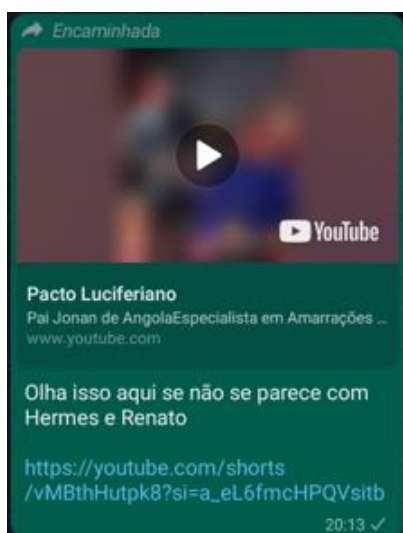 Encaminhada
YouTube
Pacto Luciferiano
Pai Jonan de AngolaEspecialista em Amarrações ...
www.youtube.com
Olha isso aqui se não se parece com
Hermes e Renato
https://youtube.com/shorts
/vMBthHutpk8?si=a_eL6fmcHPQVsitb
20:13